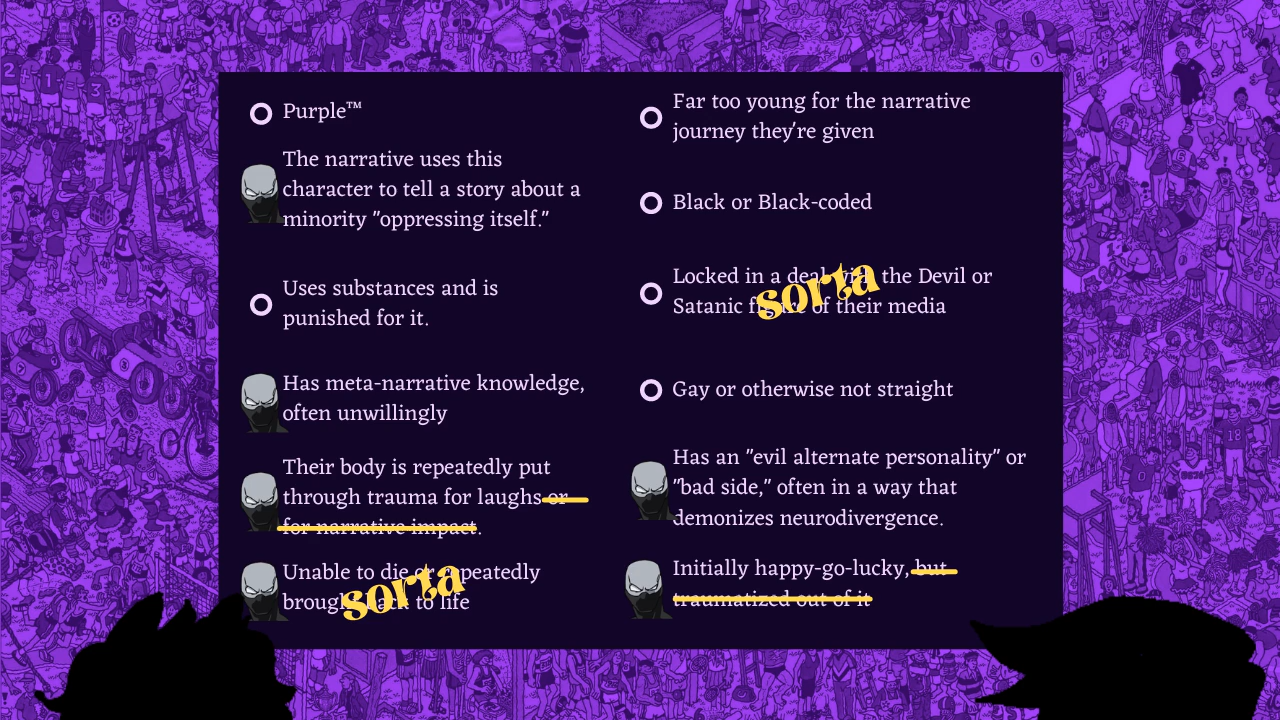 Purple™
The narrative uses this
character to tell a story about a
minority "oppressing itself."
Uses substances and is
punished for it.
Has meta-narrative knowledge,
often unwillingly
Their body is repeatedly put
through trauma for laughs or
for narrative impact.
Unable to die or repeatedly
brought back to life
sorta
Far too young for the narrative
journey they're given
Black or Black-coded
Locked in a deal with the Devil or
Satanic figure of their media
sorta
Gay or otherwise not straight
Has an "evil alternate personality" or
"bad side," often in a way that
demonizes neurodivergence.
Initially happy-go-lucky, but
traumatized out of it